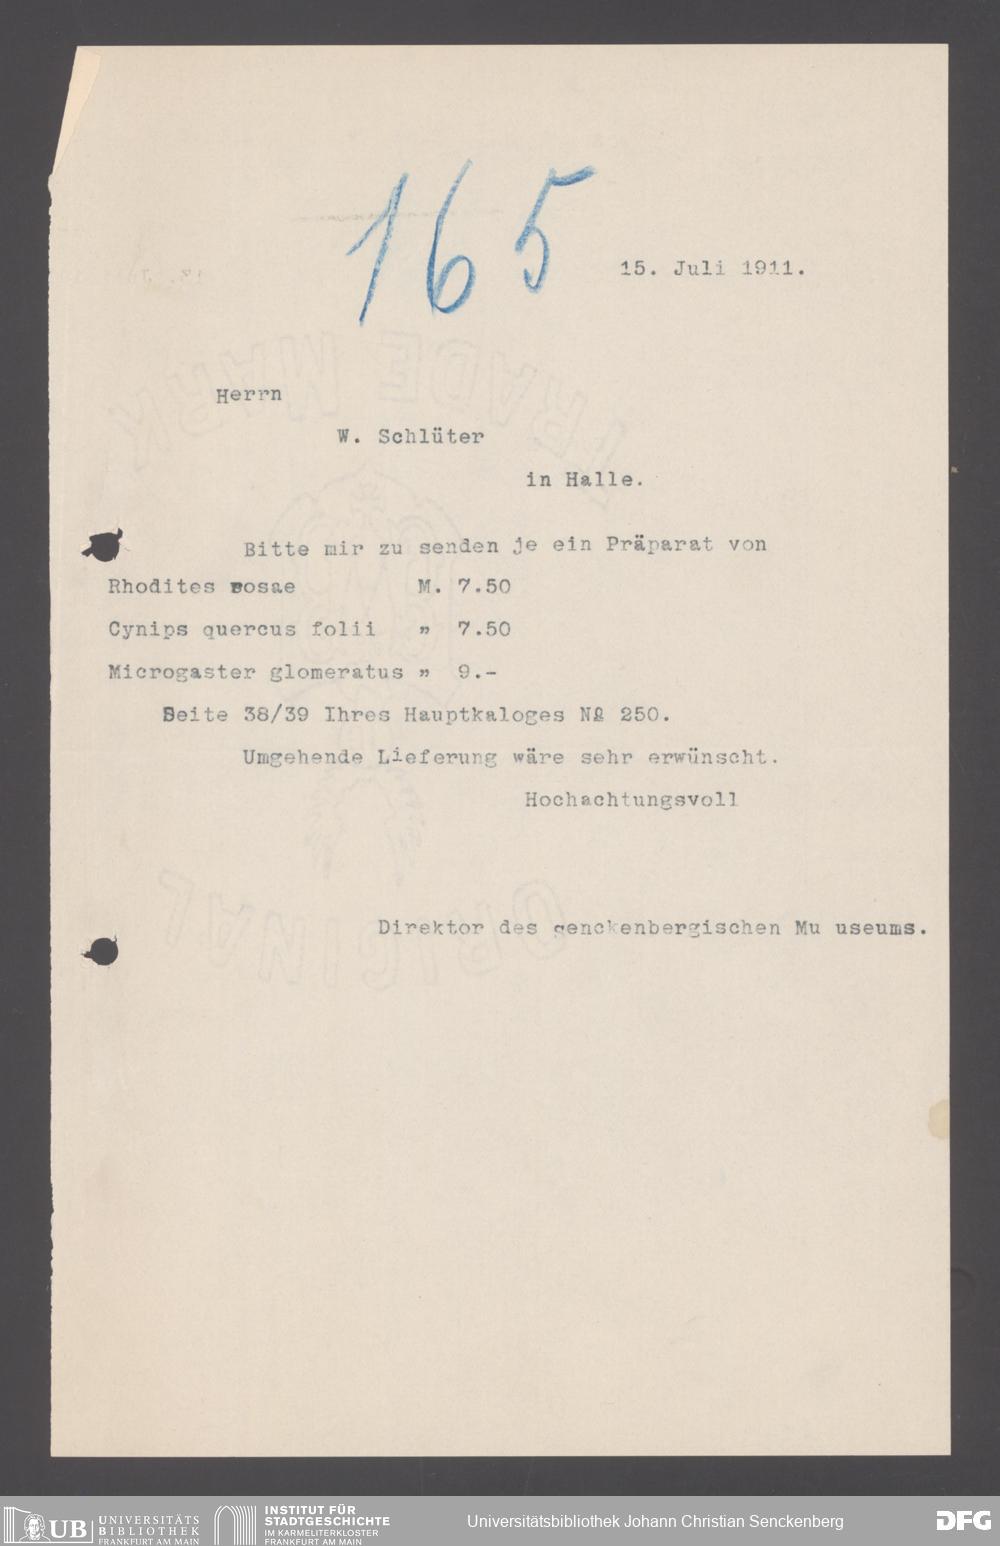 165
15. Juli 1911.
Herrn
W. Schlüter
in Halle.
Bitte mir zu senden je ein Präparat von
Rhodites rosae M. 7.50
Cynips quercus folii " 7.50
Microgaster glomeratus " 9.-
Seite 38/39 Ihres Hauptkaloges No 250.
Umgehende Lieferung wäre sehr erwünscht.
Hochachtungsvoll
Direktor des senckenbergischen Mu useums.
TRADE MARK
ORIGINAL
UB UNIVERSITÄTS
BIBLIOTHEK
FRANKFURT AM MAIN
INSTITUT FÜR
STADTGESCHICHTE
IM KARMELITERKLOSTER
FRANKFURT AM MAIN
Universitätsbibliothek Johann Christian Senckenberg
DFG